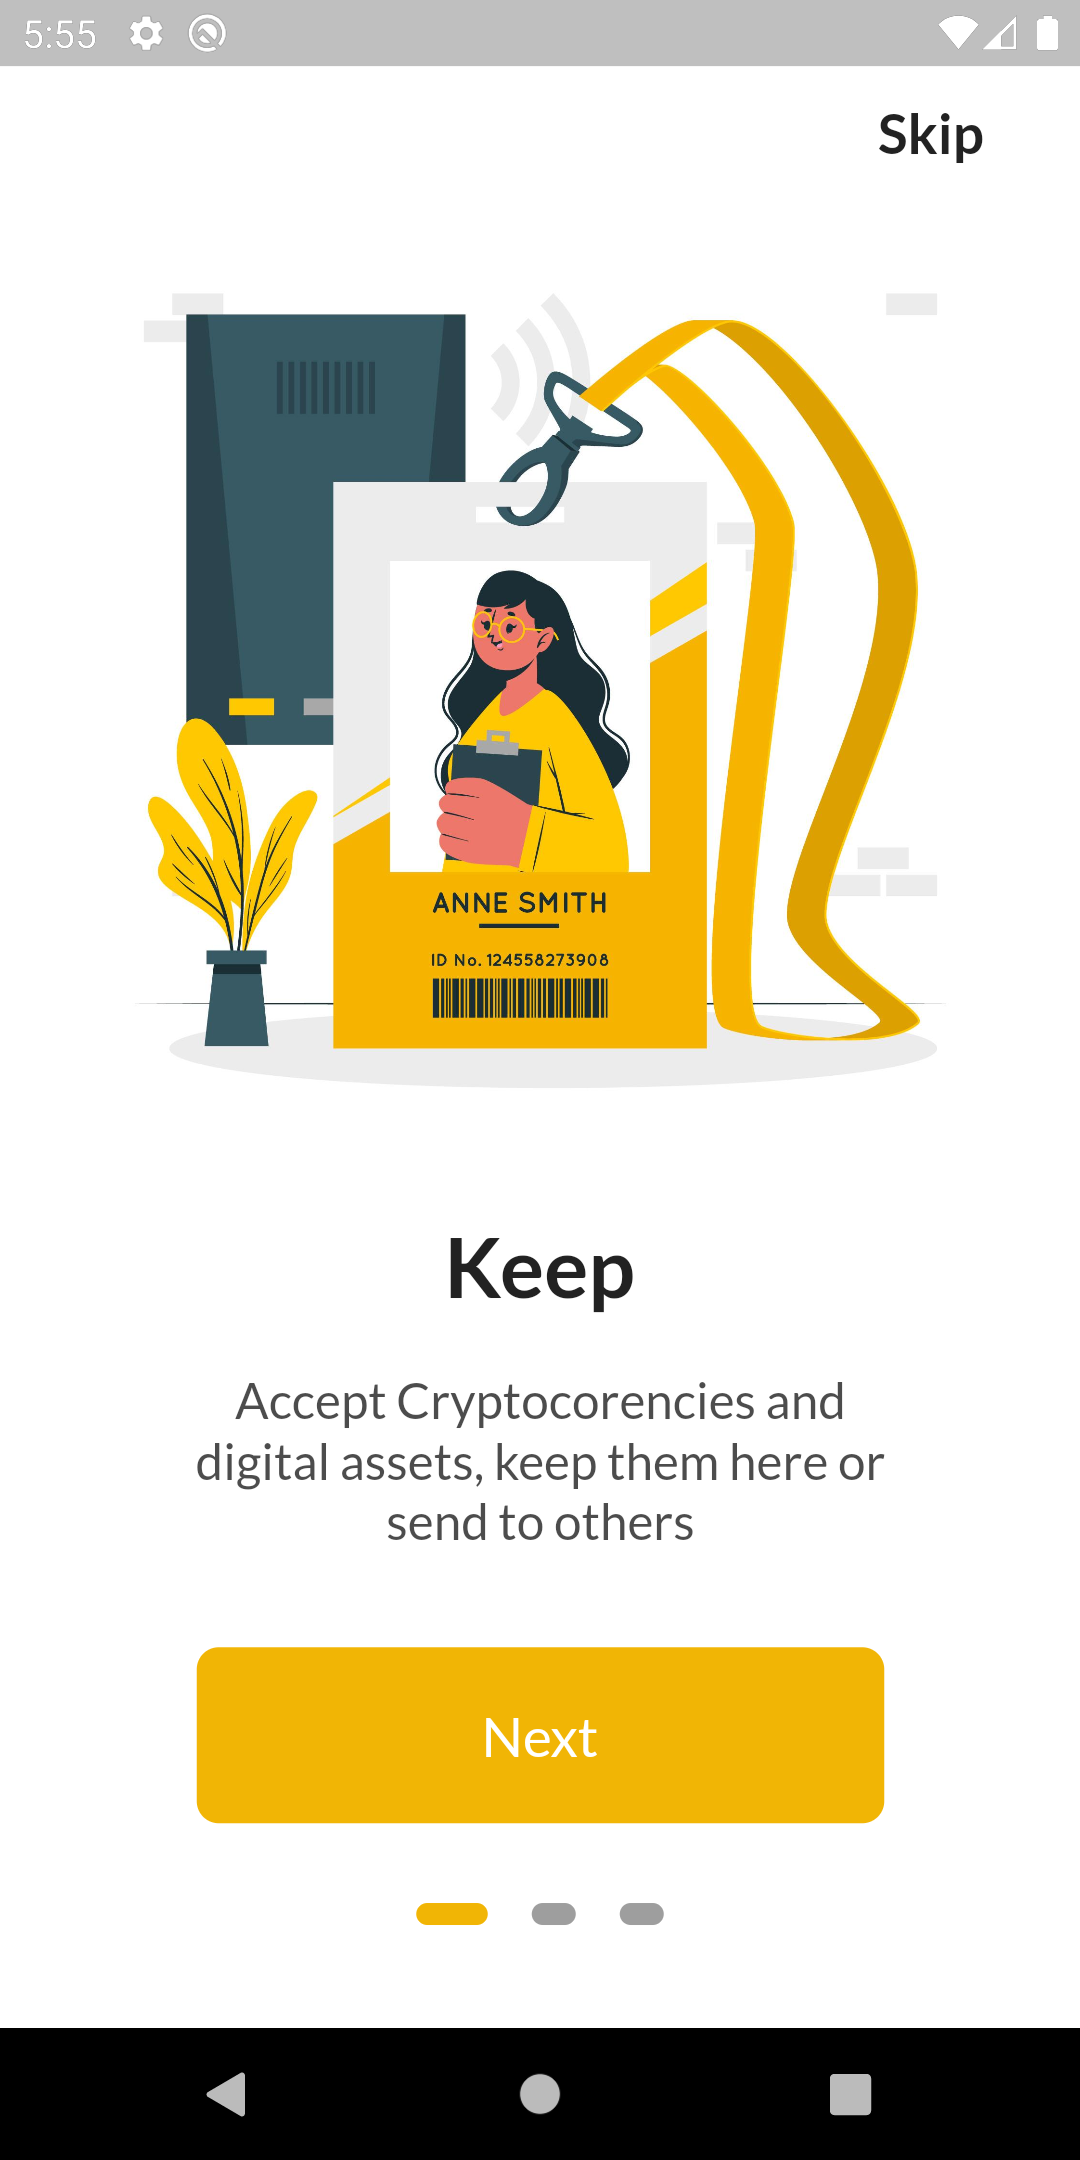 5:55
Skip
ANNE SMITH
ID No. 124558273908
Keep
Accept Cryptocorencies and
digital assets, keep them here or
send to others
Next